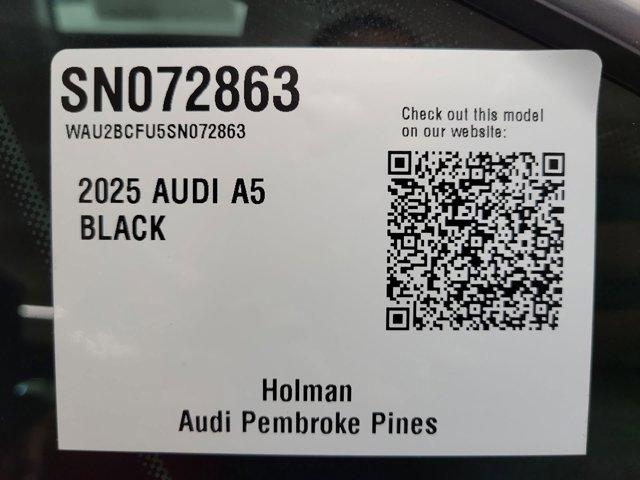 SN072863
WAU2BCFU5SN072863
Check out this model
on our website:
2025 AUDI A5
BLACK
Holman
Audi Pembroke Pines